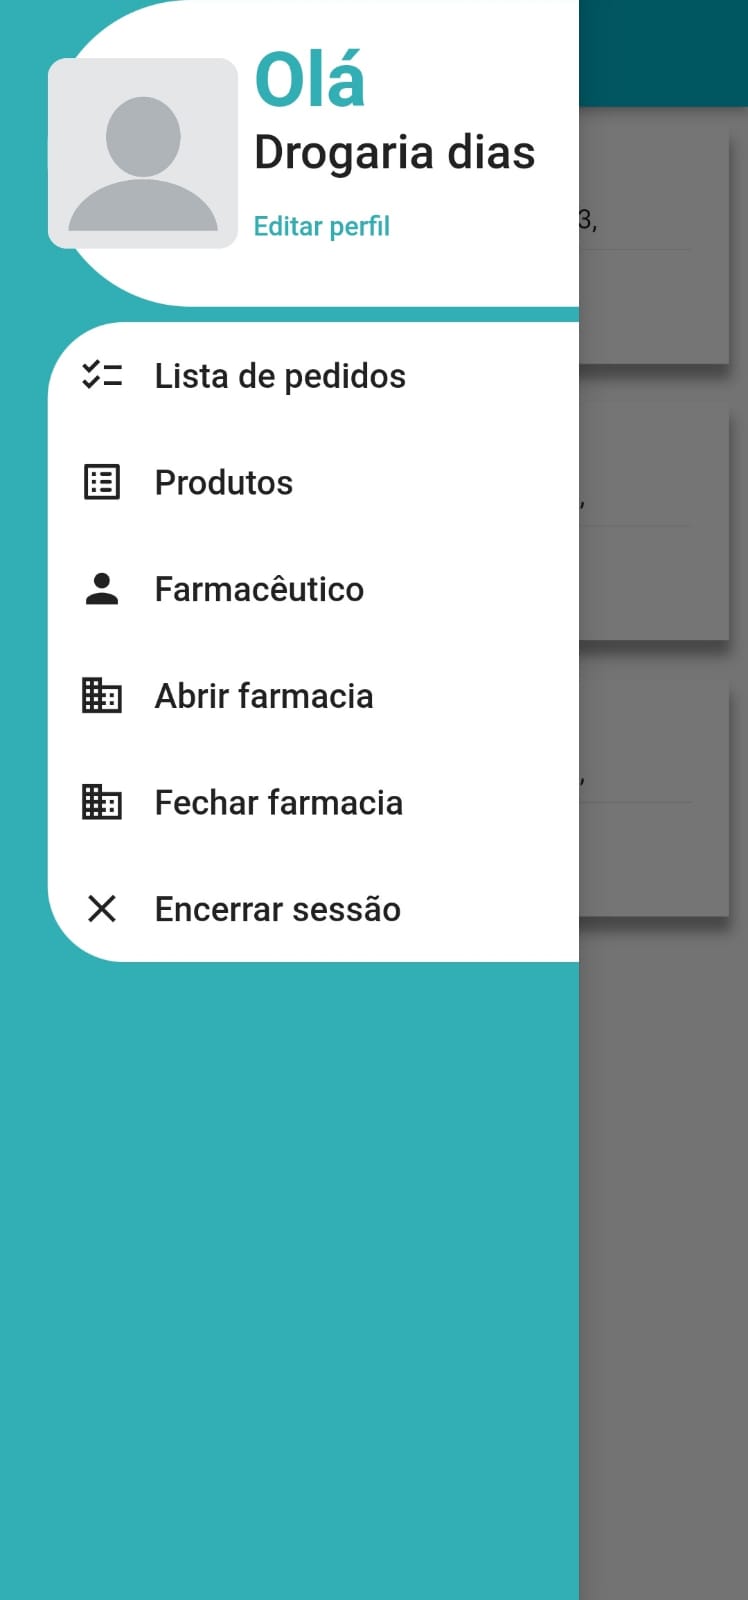 Olá
Drogaria dias
Editar perfil
3,
Lista de pedidos
Produtos
,
Farmacêutico
Abrir farmacia
,
Fechar farmacia
Encerrar sessão